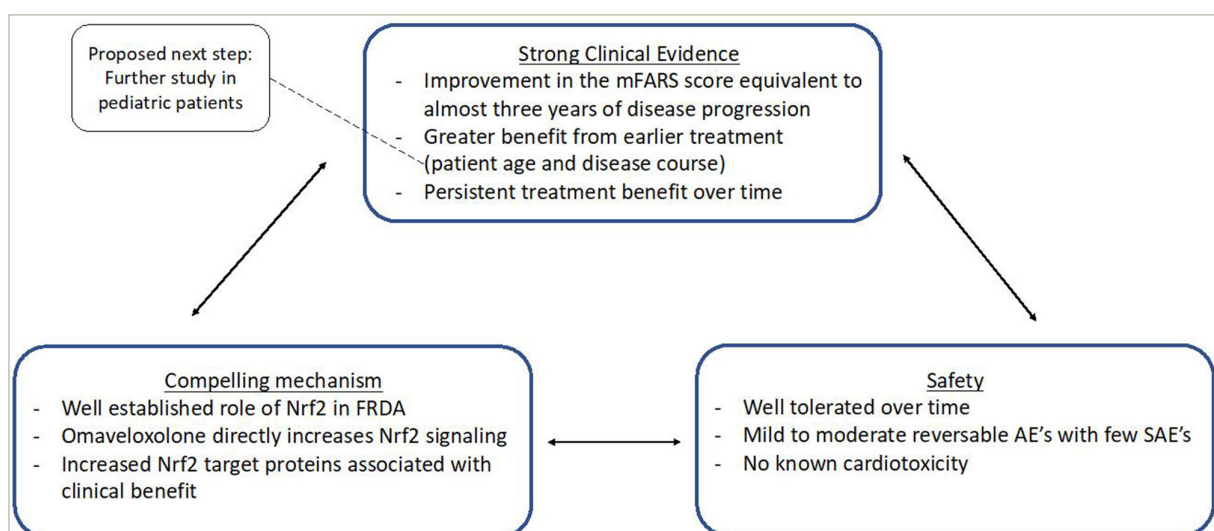 Proposed next step:
Further study in
pediatric patients
Strong Clinical Evidence
- Improvement in the mFARS score equivalent to
almost three years of disease progression
- Greater benefit from earlier treatment
(patient age and disease course)
- Persistent treatment benefit over time
Compelling mechanism
- Well established role of Nrf2 in FRDA
- Omaveloxolone directly increases Nrf2 signaling
- Increased Nrf2 target proteins associated with
clinical benefit
Safety
- Well tolerated over time
- Mild to moderate reversable AE’s with few SAE’s
- No known cardiotoxicity